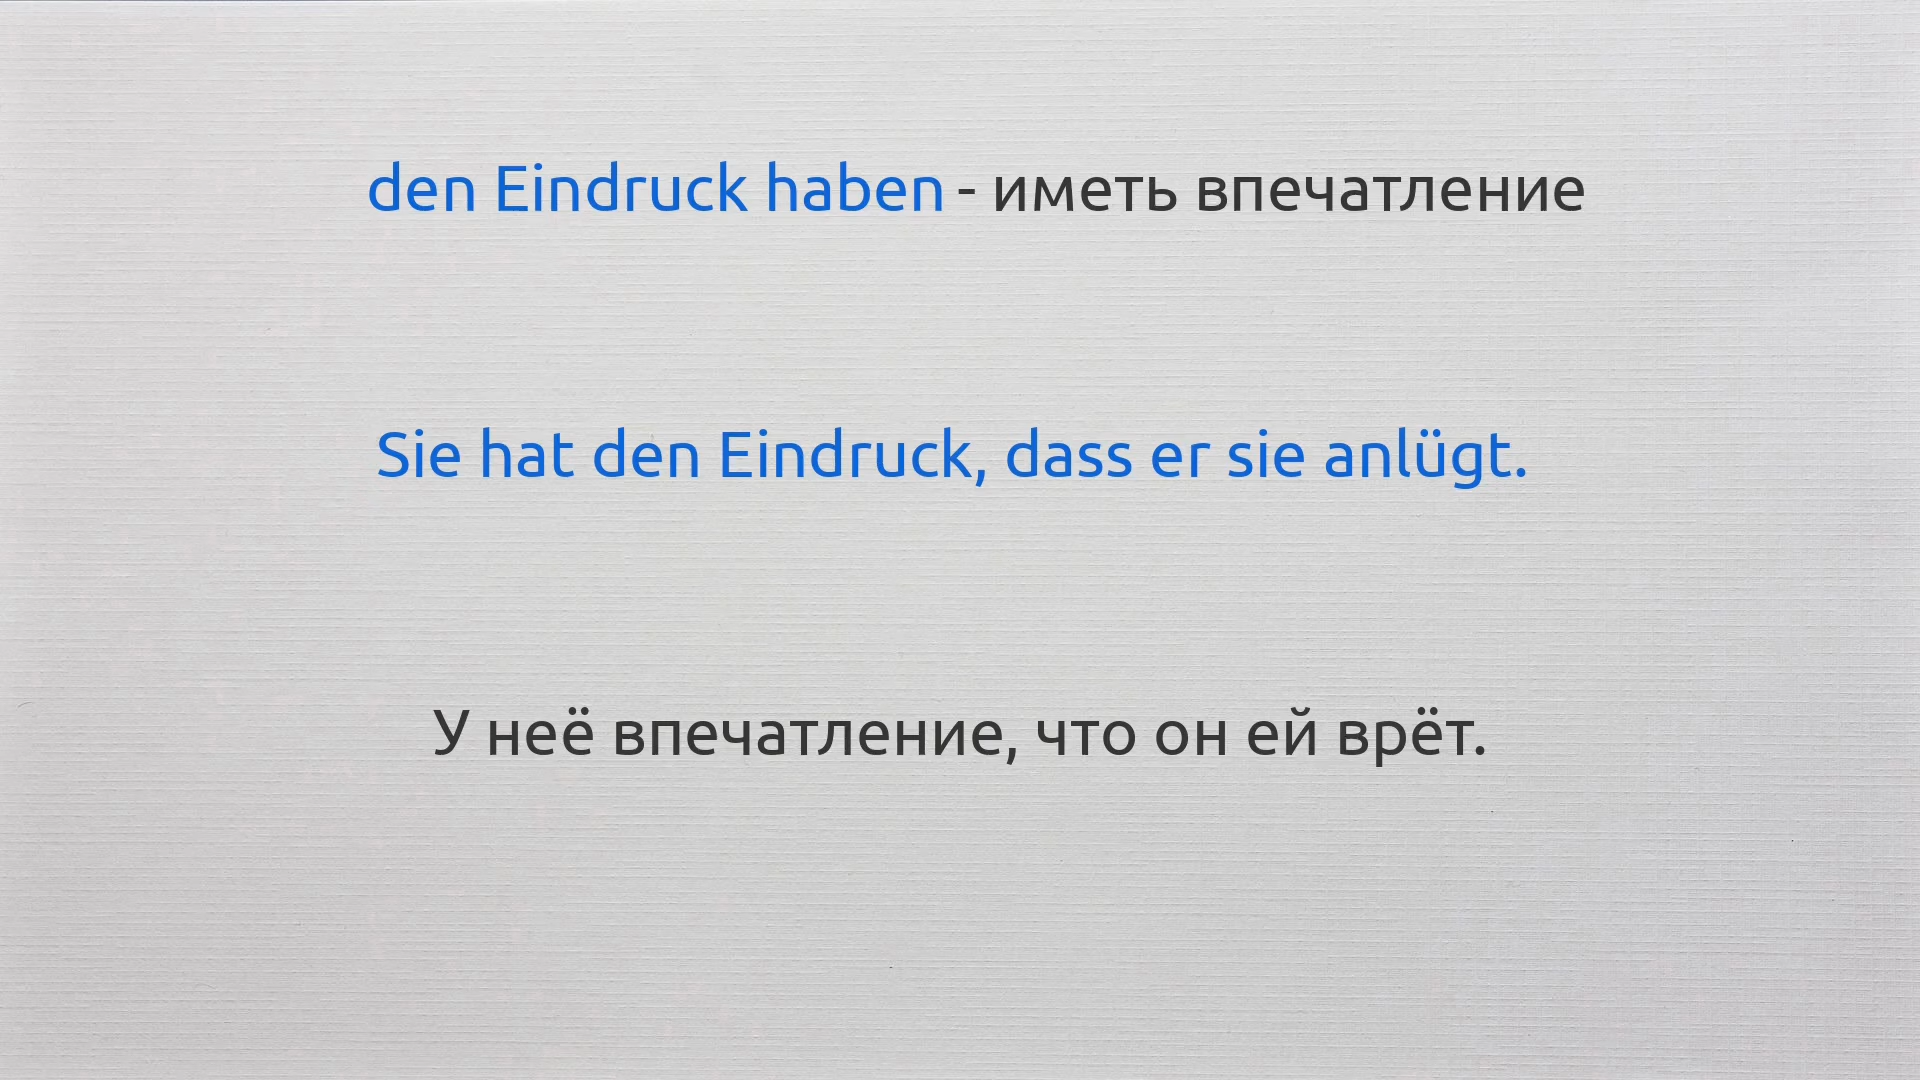 den Eindruck haben - иметь впечатление
Sie hat den Eindruck, dass er sie anlügt.
У неё впечатление, что он ей врёт.